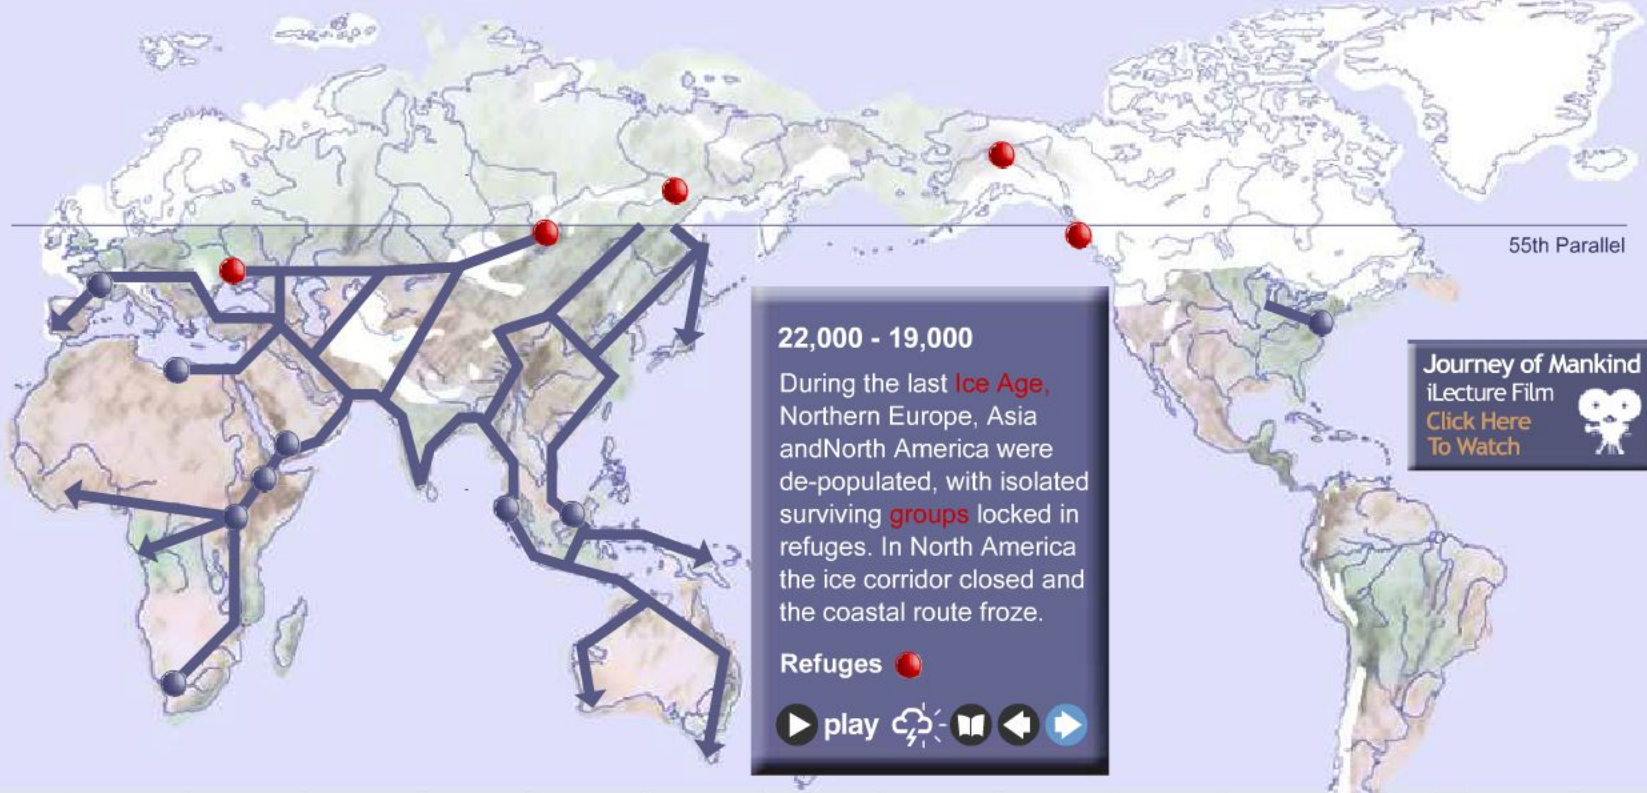 55th Parallel
22,000 - 19,000
During the last Ice Age,
Northern Europe, Asia
andNorth America were
de-populated, with isolated
surviving groups locked in
refuges. In North America
the ice corridor closed and
the coastal route froze.
Refuges
play
Journey of Mankind
iLecture Film
Click Here
To Watch